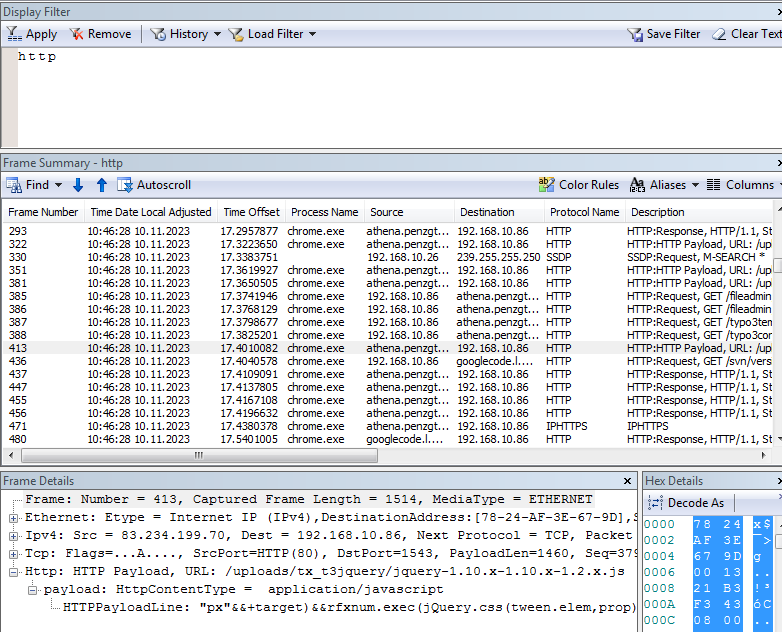 Display Filter
Apply Remove History Load Filter Save Filter Clear Text
http
Frame Summary - http
Find Autoscroll Color Rules Aliases Columns
Frame Number Time Date Local Adjusted Time Offset Process Name Source Destination Protocol Name Description
293 10:46:28 10.11.2023 17.2957877 chrome.exe athena.penzgt... 192.168.10.86 HTTP HTTP:Response, HTTP/1.1, St
322 10:46:28 10.11.2023 17.3223650 chrome.exe athena.penzgt... 192.168.10.86 HTTP HTTP:HTTP Payload, URL: /up
330 10:46:28 10.11.2023 17.3383751 192.168.10.26 239.255.255.250 SSDP SSDP:Request, M-SEARCH *
351 10:46:28 10.11.2023 17.3619927 chrome.exe athena.penzgt... 192.168.10.86 HTTP HTTP:HTTP Payload, URL: /up
381 10:46:28 10.11.2023 17.3650505 chrome.exe athena.penzgt... 192.168.10.86 HTTP HTTP:HTTP Payload, URL: /up
385 10:46:28 10.11.2023 17.3741946 chrome.exe 192.168.10.86 athena.penzgt... HTTP HTTP:Request, GET /fileadmin
386 10:46:28 10.11.2023 17.3768129 chrome.exe 192.168.10.86 athena.penzgt... HTTP HTTP:Request, GET /fileadmin
387 10:46:28 10.11.2023 17.3798677 chrome.exe 192.168.10.86 athena.penzgt... HTTP HTTP:Request, GET /typo3tem
388 10:46:28 10.11.2023 17.3825201 chrome.exe 192.168.10.86 athena.penzgt... HTTP HTTP:Request, GET /typo3con
413 10:46:28 10.11.2023 17.4010082 chrome.exe athena.penzgt... 192.168.10.86 HTTP HTTP:HTTP Payload, URL: /up
436 10:46:28 10.11.2023 17.4040578 chrome.exe 192.168.10.86 googlecode.l.... HTTP HTTP:Request, GET /svn/vers
437 10:46:28 10.11.2023 17.4109091 chrome.exe athena.penzgt... 192.168.10.86 HTTP HTTP:Response, HTTP/1.1, St
447 10:46:28 10.11.2023 17.4137805 chrome.exe athena.penzgt... 192.168.10.86 HTTP HTTP:Response, HTTP/1.1, St
455 10:46:28 10.11.2023 17.4167108 chrome.exe athena.penzgt... 192.168.10.86 HTTP HTTP:Response, HTTP/1.1, St
456 10:46:28 10.11.2023 17.4196632 chrome.exe athena.penzgt... 192.168.10.86 HTTP HTTP:Response, HTTP/1.1, St
471 10:46:28 10.11.2023 17.4380378 chrome.exe athena.penzgt... 192.168.10.86 IPHTTPS IPHTTPS
480 10:46:28 10.11.2023 17.5401005 chrome.exe googlecode.l.... 192.168.10.86 HTTP HTTP:Response, HTTP/1.1, St
Frame Details
Frame: Number = 413, Captured Frame Length = 1514, MediaType = ETHERNET
Ethernet: Etype = Internet IP (IPv4),DestinationAddress:[78-24-AF-3E-67-9D],S
Ipv4: Src = 83.234.199.70, Dest = 192.168.10.86, Next Protocol = TCP, Packet
Tcp: Flags=...A...., SrcPort=HTTP(80), DstPort=1543, PayloadLen=1460, Seq=379
Http: HTTP Payload, URL: /uploads/tx_t3jquery/jquery-1.10.x-1.10.x-1.2.x.js
payload: HttpContentType = application/javascript
HTTPPayloadLine: "px"&&+target)&&rfxnum.exec(jQuery.css(tween.elem,prop)
Hex Details
Decode As
0000 78 24 x$
0002 AF 3E ¯>
0004 67 9D g
0006 00 13 ..
0008 21 B3 !³
000A F3 43 óC
000C 08 00 ..